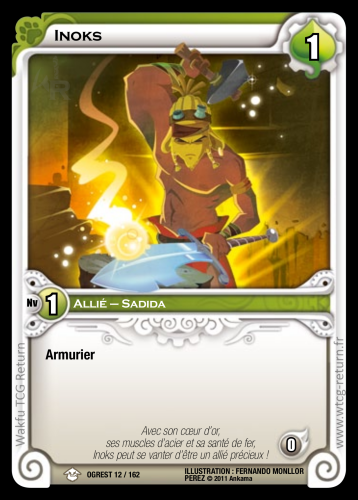 Inoks
1
Nv 1 Allié – Sadida
Armurier
Avec son cœur d'or,
ses muscles d'acier et sa santé de fer,
Inoks peut se vanter d'être un allié précieux !
0
OGREST 12 / 162
ILLUSTRATION : FERNANDO MONLLOR
PEREZ © 2011 Ankama
Wakfu TCG Return
www.wtcg-return.fr